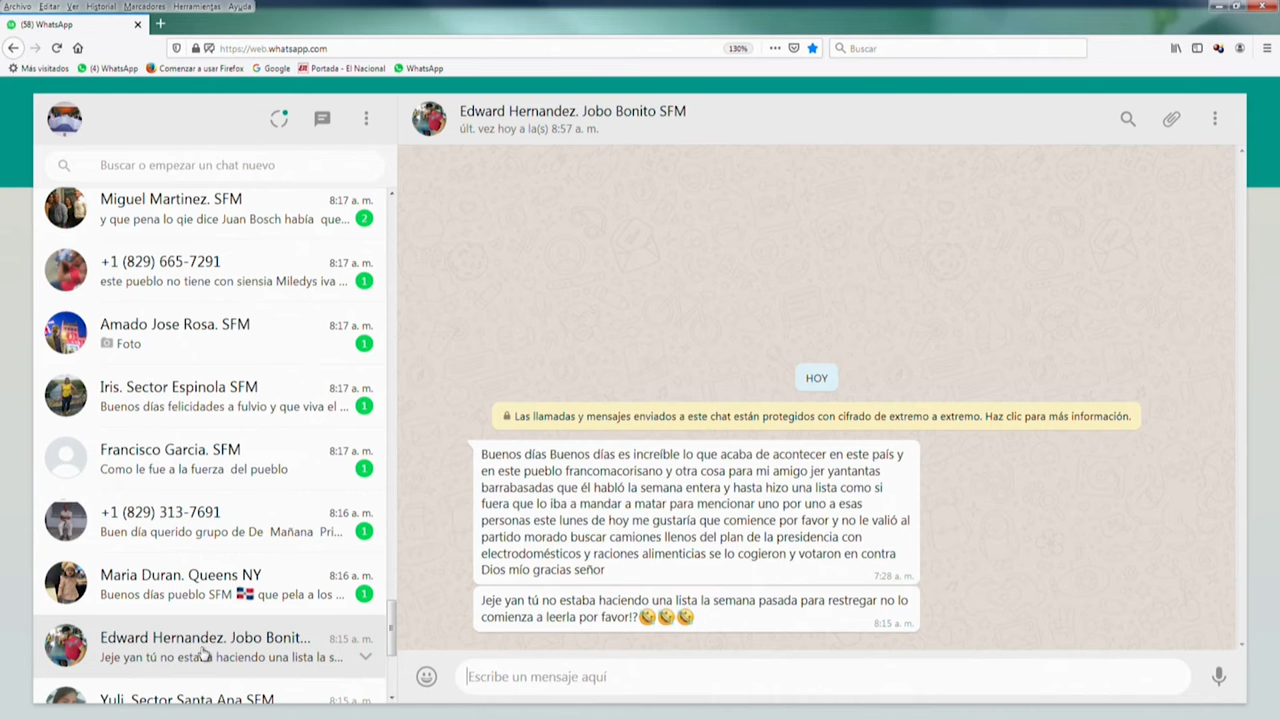 Archivo Editar Ver Historial Marcadores Herramientas Ayuda
(58) WhatsApp
https://web.whatsapp.com
130%
Buscar
Más visitados
(4) WhatsApp
Comenzar a usar Firefox
Google
Portada - El Nacional
WhatsApp
Buscar o empezar un chat nuevo
Miguel Martinez. SFM
8:17 a. m.
y que pena lo qie dice Juan Bosch había que...
2
+1 (829) 665-7291
8:17 a. m.
este pueblo no tiene con siensia Miledys iva ...
1
Amado Jose Rosa. SFM
8:17 a. m.
Foto
1
Iris. Sector Espinola SFM
8:17 a. m.
Buenos días felicidades a fulvio y que viva el ...
1
Francisco Garcia. SFM
8:17 a. m.
Como le fue a la fuerza del pueblo
1
+1 (829) 313-7691
8:16 a. m.
Buen día querido grupo de De Mañana Pri...
1
Maria Duran. Queens NY
8:16 a. m.
Buenos días pueblo SFM 🇩🇴 que pela a los ...
1
Edward Hernandez. Jobo Bonit...
8:15 a. m.
Jeje yan tú no estaba haciendo una lista la s...
Yuli. Sector Santa Ana SFM
8:15 a. m.
Edward Hernandez. Jobo Bonito SFM
últ. vez hoy a la(s) 8:57 a. m.
HOY
Las llamadas y mensajes enviados a este chat están protegidos con cifrado de extremo a extremo. Haz clic para más información.
Buenos días Buenos días es increíble lo que acaba de acontecer en este país y
en este pueblo francomacorisano y otra cosa para mi amigo jer yantantas
barrabasadas que él habló la semana entera y hasta hizo una lista como si
fuera que lo iba a mandar a matar para mencionar uno por uno a esas
personas este lunes de hoy me gustaría que comience por favor y no le valió al
partido morado buscar camiones llenos del plan de la presidencia con
electrodomésticos y raciones alimenticias se lo cogieron y votaron en contra
Dios mío gracias señor
7:28 a. m.
Jeje yan tú no estaba haciendo una lista la semana pasada para restregar no lo
comienza a leerla por favor!?🤣🤣🤣
8:15 a. m.
Escribe un mensaje aquí